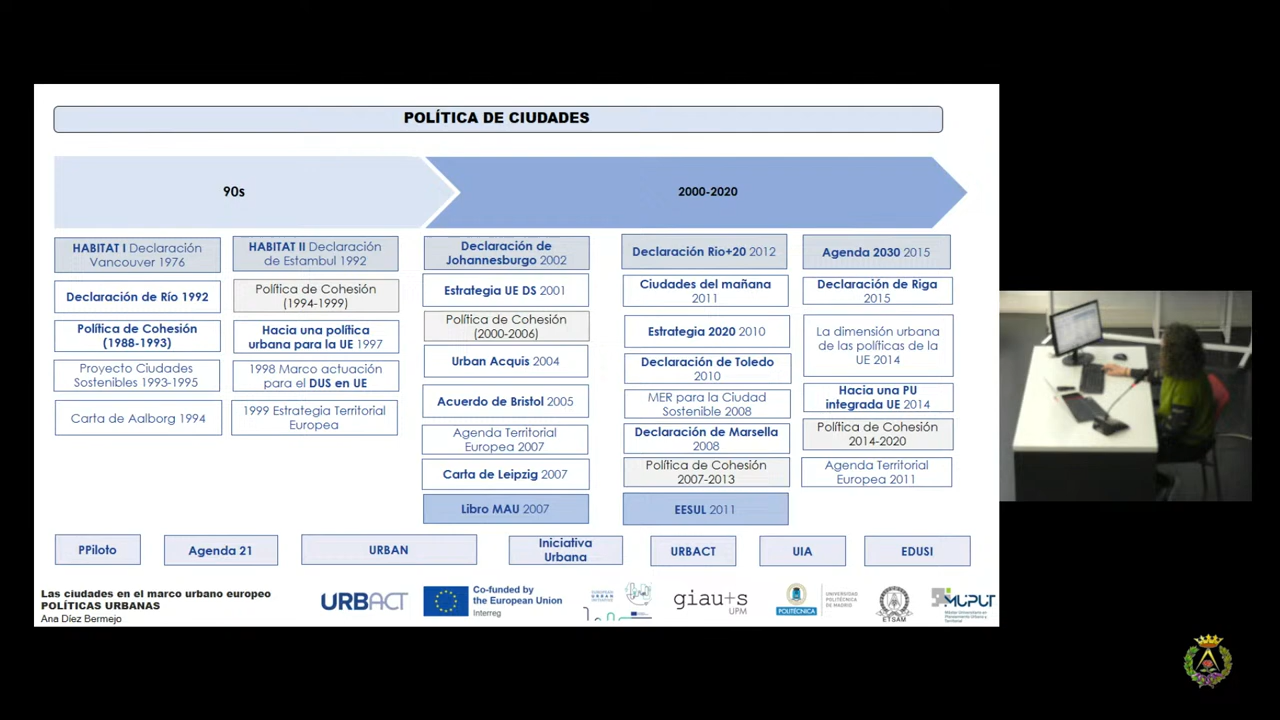 POLÍTICA DE CIUDADES
90s
2000-2020
HABITAT I Declaración
Vancouver 1976
Declaración de Río 1992
Política de Cohesión
(1988-1993)
Proyecto Ciudades
Sostenibles 1993-1995
Carta de Aalborg 1994
HABITAT II Declaración
de Estambul 1992
Política de Cohesión
(1994-1999)
Hacia una política
urbana para la UE 1997
1998 Marco actuación
para el DUS en UE
1999 Estrategia Territorial
Europea
Declaración de
Johannesburgo 2002
Estrategia UE DS 2001
Política de Cohesión
(2000-2006)
Urban Acquis 2004
Acuerdo de Bristol 2005
Agenda Territorial
Europea 2007
Carta de Leipzig 2007
Libro MAU 2007
Declaración Rio+20 2012
Ciudades del mañana
2011
Estrategia 2020 2010
Declaración de Toledo
2010
MER para la Ciudad
Sostenible 2008
Declaración de Marsella
2008
Política de Cohesión
2007-2013
EESUL 2011
Agenda 2030 2015
Declaración de Riga
2015
La dimensión urbana
de las políticas de la
UE 2014
Hacia una PU
integrada UE 2014
Política de Cohesión
2014-2020
Agenda Territorial
Europea 2011
PPiloto
Agenda 21
URBAN
Iniciativa
Urbana
URBACT
UIA
EDUSI
Las ciudades en el marco urbano europeo
POLÍTICAS URBANAS
Ana Díez Bermejo
URBACT
Co-funded by
the European Union
Interreg
giau+s
UPM
POLITÉCNICA
UNIVERSIDAD
POLITÉCNICA
DE MADRID
ETSAM
MUPUT